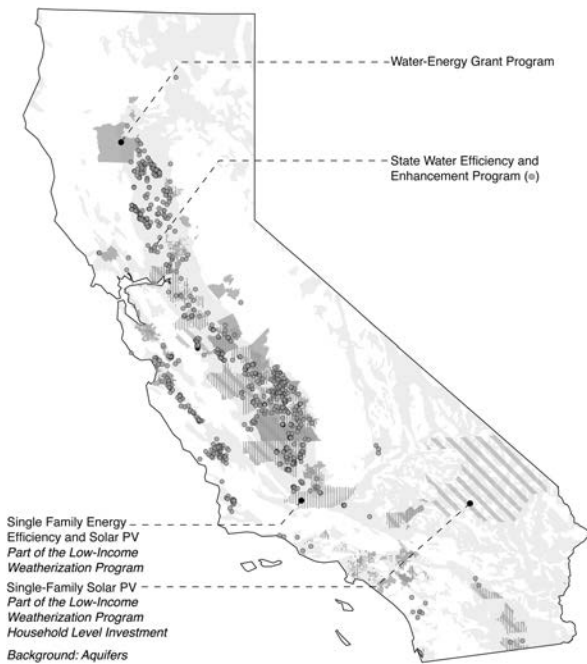 Water-Energy Grant Program
State Water Efficiency and
Enhancement Program (●)
Single Family Energy
Efficiency and Solar PV
Part of the Low-Income
Weatherization Program
Single-Family Solar PV
Part of the Low-Income
Weatherization Program
Household Level Investment
Background: Aquifers